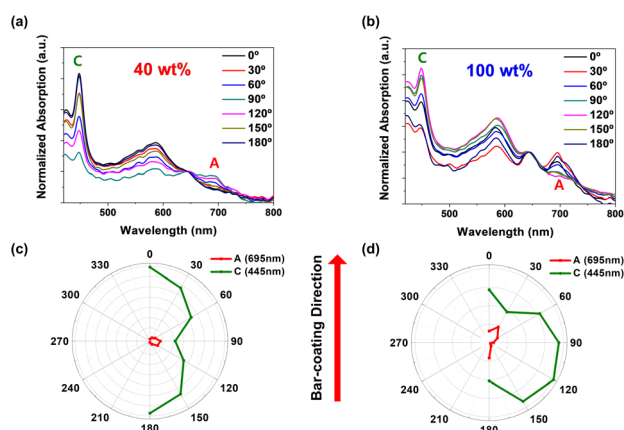 (a)
C
40 wt%
0º
30º
60º
90º
120º
150º
180º
A
Normalized Absorption (a.u.)
500 600 700 800
Wavelength (nm)
(b)
C
100 wt%
0º
30º
60º
90º
120º
150º
180º
A
Normalized Absorption (a.u.)
500 600 700 800
Wavelength (nm)
(c)
0
30
60
90
120
150
180
210
240
270
300
330
A (695nm)
C (445nm)
Bar-coating Direction
(d)
0
30
60
90
120
150
180
210
240
270
300
330
A (695nm)
C (445nm)